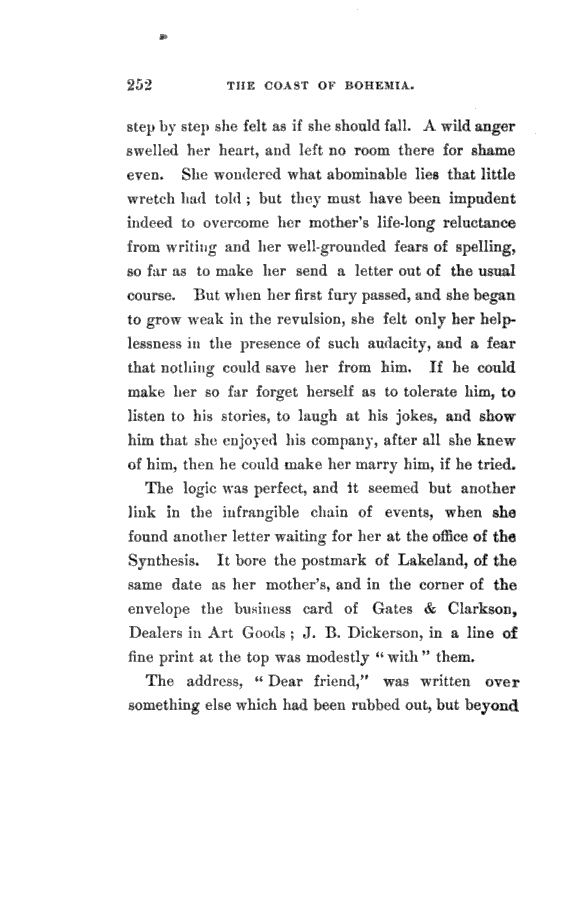 252 THE COAST OF BOHEMIA.
step by step she felt as if she should fall. A wild anger
swelled her heart, and left no room there for shame
even. She wondered what abominable lies that little
wretch had told ; but they must have been impudent
indeed to overcome her mother's life-long reluctance
from writing and her well-grounded fears of spelling,
so far as to make her send a letter out of the usual
course. But when her first fury passed, and she began
to grow weak in the revulsion, she felt only her help-
lessness in the presence of such audacity, and a fear
that nothing could save her from him. If he could
make her so far forget herself as to tolerate him, to
listen to his stories, to laugh at his jokes, and show
him that she enjoyed his company, after all she knew
of him, then he could make her marry him, if he tried.
The logic was perfect, and it seemed but another
link in the infrangible chain of events, when she
found another letter waiting for her at the office of the
Synthesis. It bore the postmark of Lakeland, of the
same date as her mother's, and in the corner of the
envelope the business card of Gates & Clarkson,
Dealers in Art Goods ; J. B. Dickerson, in a line of
fine print at the top was modestly "with" them.
The address, "Dear friend," was written over
something else which had been rubbed out, but beyond